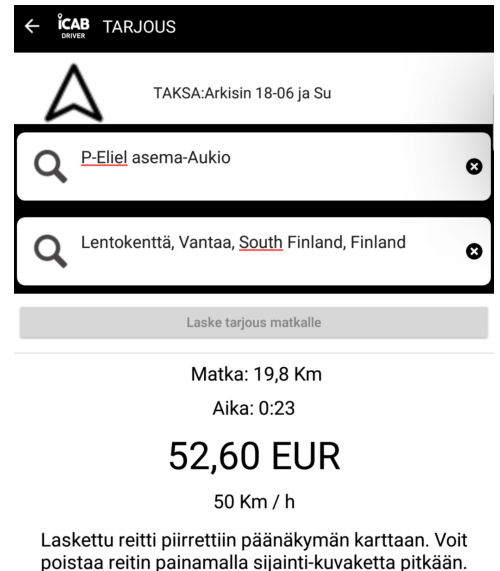 iCAB
DRIVER
TARJOUS
TAKSA:Arkisin 18-06 ja Su
P-Eliel asema-Aukio
Lentokenttä, Vantaa, South Finland, Finland
Laske tarjous matkalle
Matka: 19,8 Km
Aika: 0:23
52,60 EUR
50 Km / h
Laskettu reitti piirrettiin päänäkymän karttaan. Voit
poistaa reitin painamalla sijainti-kuvaketta pitkään.